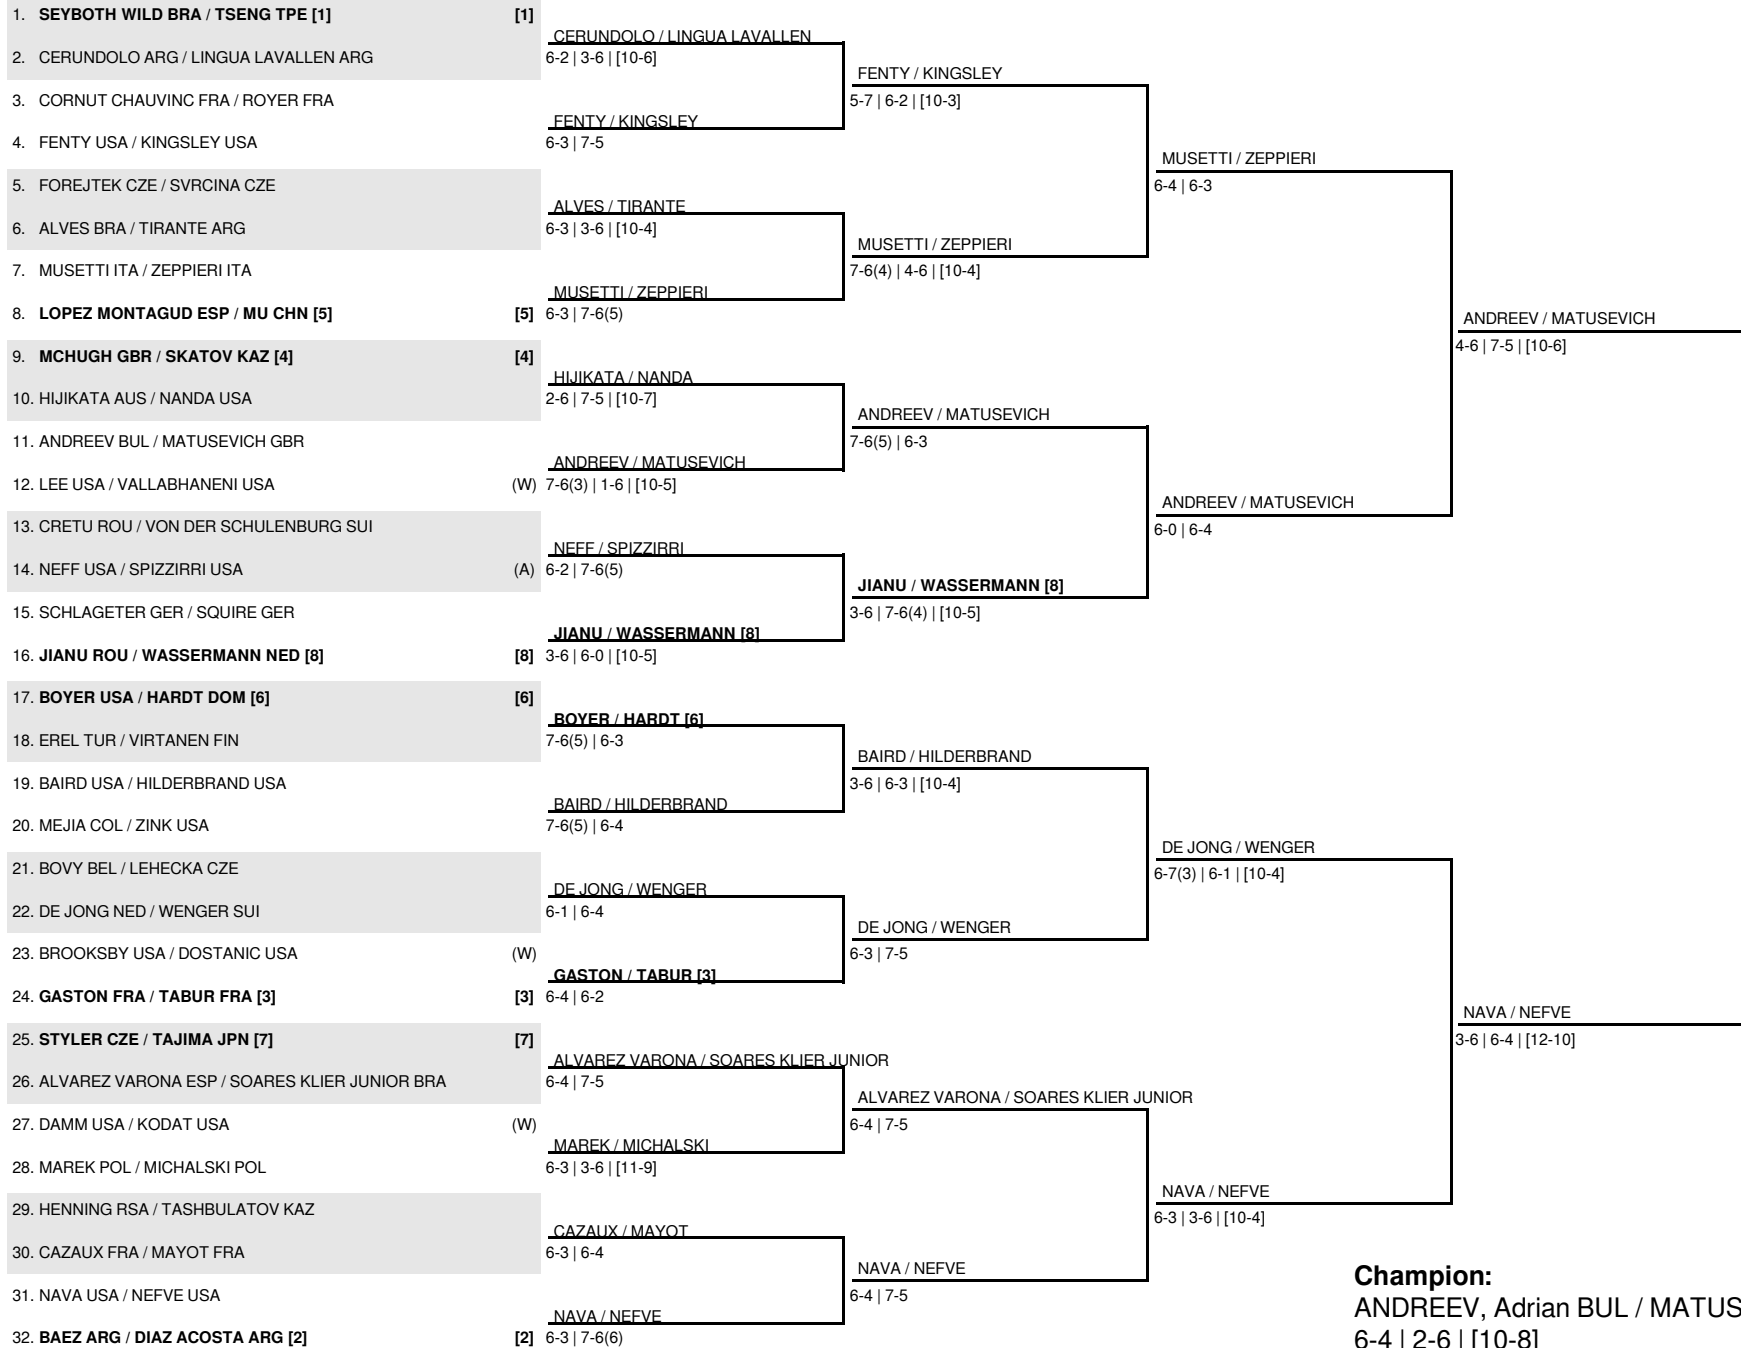 1. SEYBOTH WILD BRA / TSENG TPE [1] [1]
CERUNDOLO / LINGUA LAVALLEN
2. CERUNDOLO ARG / LINGUA LAVALLEN ARG 6-2 | 3-6 | [10-6]
FENTY / KINGSLEY
3. CORNUT CHAUVINC FRA / ROYER FRA 5-7 | 6-2 | [10-3]
FENTY / KINGSLEY
4. FENTY USA / KINGSLEY USA 6-3 | 7-5
MUSETTI / ZEPPIERI
5. FOREJTEK CZE / SVRCINA CZE 6-4 | 6-3
ALVES / TIRANTE
6. ALVES BRA / TIRANTE ARG 6-3 | 3-6 | [10-4]
MUSETTI / ZEPPIERI
7. MUSETTI ITA / ZEPPIERI ITA 7-6(4) | 4-6 | [10-4]
MUSETTI / ZEPPIERI
8. LOPEZ MONTAGUD ESP / MU CHN [5] [5] 6-3 | 7-6(5)
ANDREEV / MATUSEVICH
4-6 | 7-5 | [10-6]
9. MCHUGH GBR / SKATOV KAZ [4] [4]
HIJIKATA / NANDA
10. HIJIKATA AUS / NANDA USA 2-6 | 7-5 | [10-7]
ANDREEV / MATUSEVICH
11. ANDREEV BUL / MATUSEVICH GBR 7-6(5) | 6-3
ANDREEV / MATUSEVICH
12. LEE USA / VALLABHANENI USA (W) 7-6(3) | 1-6 | [10-5]
ANDREEV / MATUSEVICH
13. CRETU ROU / VON DER SCHULENBURG SUI 6-0 | 6-4
NEFF / SPIZZIRRI
14. NEFF USA / SPIZZIRRI USA (A) 6-2 | 7-6(5)
JIANU / WASSERMANN [8]
15. SCHLAGETER GER / SQUIRE GER 3-6 | 7-6(4) | [10-5]
JIANU / WASSERMANN [8]
16. JIANU ROU / WASSERMANN NED [8] [8] 3-6 | 6-0 | [10-5]
17. BOYER USA / HARDT DOM [6] [6]
BOYER / HARDT [6]
18. EREL TUR / VIRTANEN FIN 7-6(5) | 6-3
BAIRD / HILDERBRAND
19. BAIRD USA / HILDERBRAND USA 3-6 | 6-3 | [10-4]
BAIRD / HILDERBRAND
20. MEJIA COL / ZINK USA 7-6(5) | 6-4
DE JONG / WENGER
21. BOVY BEL / LEHECKA CZE 6-7(3) | 6-1 | [10-4]
DE JONG / WENGER
22. DE JONG NED / WENGER SUI 6-1 | 6-4
DE JONG / WENGER
23. BROOKSBY USA / DOSTANIC USA (W) 6-3 | 7-5
GASTON / TABUR [3]
24. GASTON FRA / TABUR FRA [3] [3] 6-4 | 6-2
NAVA / NEFVE
25. STYLER CZE / TAJIMA JPN [7] [7] 3-6 | 6-4 | [12-10]
ALVAREZ VARONA / SOARES KLIER JUNIOR
26. ALVAREZ VARONA ESP / SOARES KLIER JUNIOR BRA 6-4 | 7-5
ALVAREZ VARONA / SOARES KLIER JUNIOR
27. DAMM USA / KODAT USA (W) 6-4 | 7-5
MAREK / MICHALSKI
28. MAREK POL / MICHALSKI POL 6-3 | 3-6 | [11-9]
NAVA / NEFVE
29. HENNING RSA / TASHBULATOV KAZ 6-3 | 3-6 | [10-4]
CAZAUX / MAYOT
30. CAZAUX FRA / MAYOT FRA 6-3 | 6-4
NAVA / NEFVE
31. NAVA USA / NEFVE USA 6-4 | 7-5
NAVA / NEFVE
32. BAEZ ARG / DIAZ ACOSTA ARG [2] [2] 6-3 | 7-6(6)
Champion:
ANDREEV, Adrian BUL / MATUS
6-4 | 2-6 | [10-8]